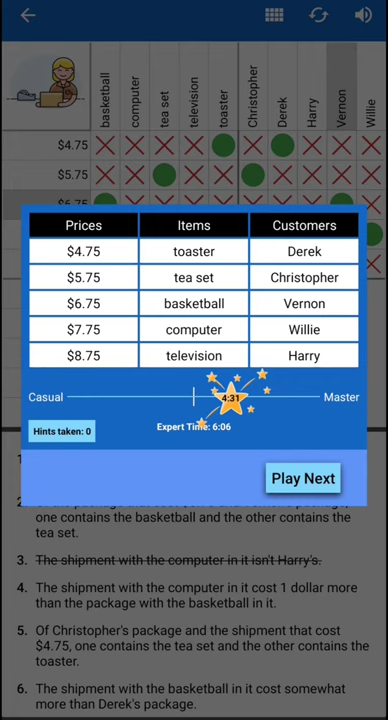 basketball
computer
tea set
television
toaster
Christopher
Derek
Harry
Vernon
Willie
$4.75
$5.75
Prices Items Customers
$4.75 toaster Derek
$5.75 tea set Christopher
$6.75 basketball Vernon
$7.75 computer Willie
$8.75 television Harry
Casual 4:31 Master
Expert Time: 6:06
Hints taken: 0
Play Next
one contains the basketball and the other contains the
tea set.
3. The shipment with the computer in it isn't Harry's.
4. The shipment with the computer in it cost 1 dollar more
than the package with the basketball in it.
5. Of Christopher's package and the shipment that cost
$4.75, one contains the tea set and the other contains the
toaster.
6. The shipment with the basketball in it cost somewhat
more than Derek's package.